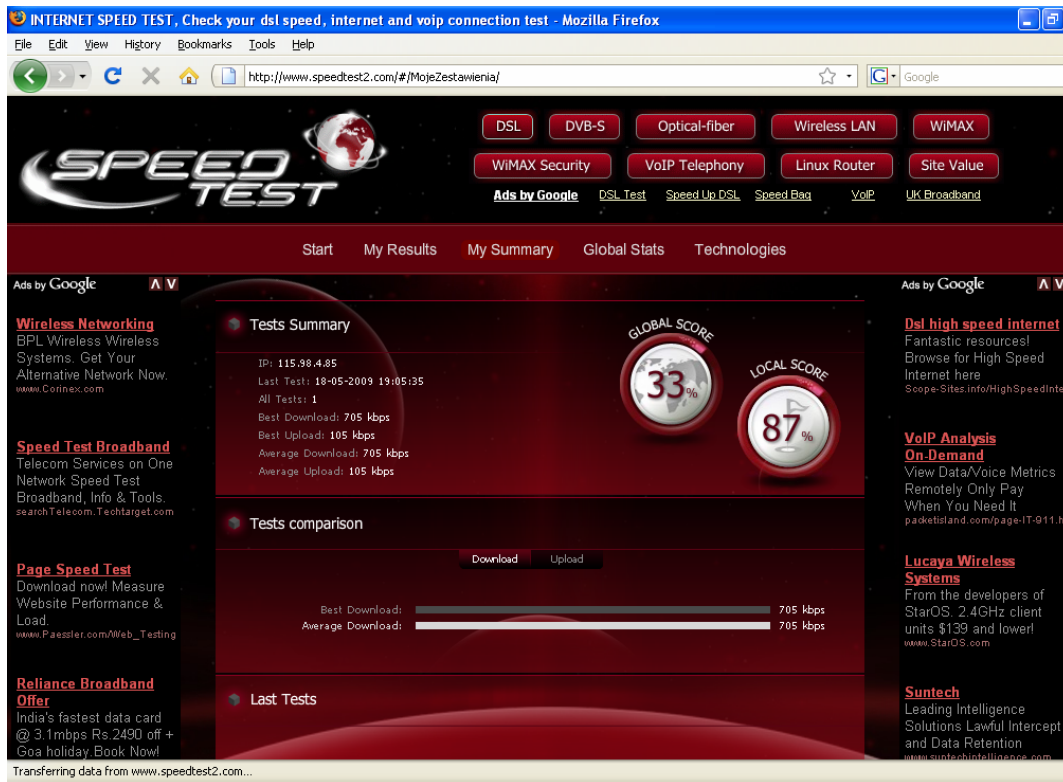 INTERNET SPEED TEST, Check your dsl speed, internet and voip connection test - Mozilla Firefox
File Edit View History Bookmarks Tools Help
http://www.speedtest2.com/#/MojeZestawienia/
G Google
SPEED TEST
DSL DVB-S Optical-fiber Wireless LAN WiMAX
WiMAX Security VoIP Telephony Linux Router Site Value
Ads by Google DSL Test Speed Up DSL Speed Bag VoIP UK Broadband
Start My Results My Summary Global Stats Technologies
Ads by Google
Wireless Networking
BPL Wireless Wireless
Systems. Get Your
Alternative Network Now.
www.Corinex.com
Speed Test Broadband
Telecom Services on One
Network Speed Test
Broadband, Info & Tools.
searchTelecom.Techtarget.com
Page Speed Test
Download now! Measure
Website Performance &
Load.
www.Paessler.com/Web_Testing
Reliance Broadband
Offer
India's fastest data card
@ 3.1mbps Rs.2490 off +
Goa holiday.Book Now!
Tests Summary
IP: 115.98.4.85
Last Test: 18-05-2009 19:05:35
All Tests: 1
Best Download: 705 kbps
Best Upload: 105 kbps
Average Download: 705 kbps
Average Upload: 105 kbps
GLOBAL SCORE
33%
LOCAL SCORE
87%
Tests comparison
Download Upload
Best Download: 705 kbps
Average Download: 705 kbps
Last Tests
Ads by Google
Dsl high speed internet
Fantastic resources!
Browse for High Speed
Internet here
Scope-Sites.info/HighSpeedInte
VoIP Analysis
On-Demand
View Data/Voice Metrics
Remotely Only Pay
When You Need It
packetisland.com/page-IT-911.h
Lucaya Wireless
Systems
From the developers of
StarOS. 2.4GHz client
units $139 and lower!
www.StarOS.com
Suntech
Leading Intelligence
Solutions Lawful Intercept
and Data Retention
www.suntechintelligence.com
Transferring data from www.speedtest2.com...